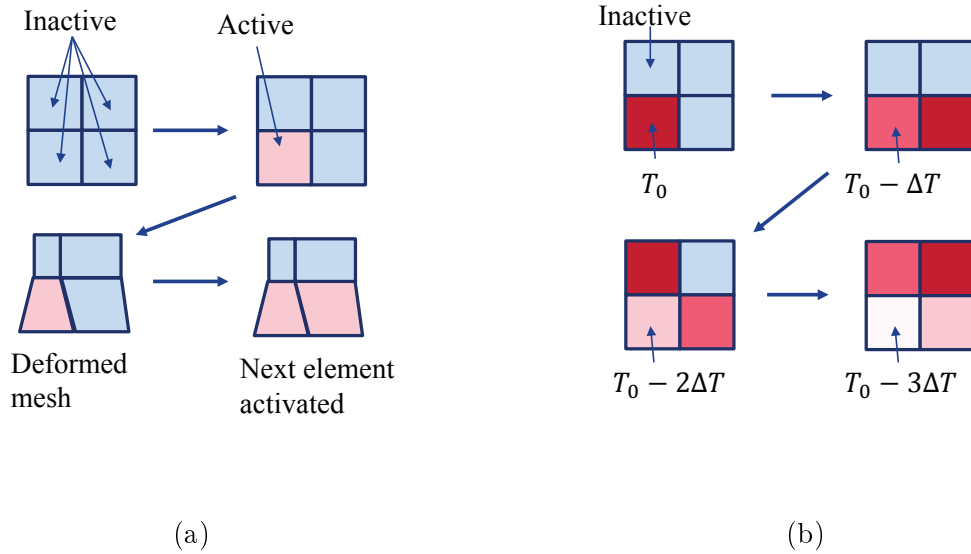 Inactive
Active
Deformed
mesh
Next element
activated
(a)
Inactive
T₀
T₀ − ΔT
T₀ − 2ΔT
T₀ − 3ΔT
(b)